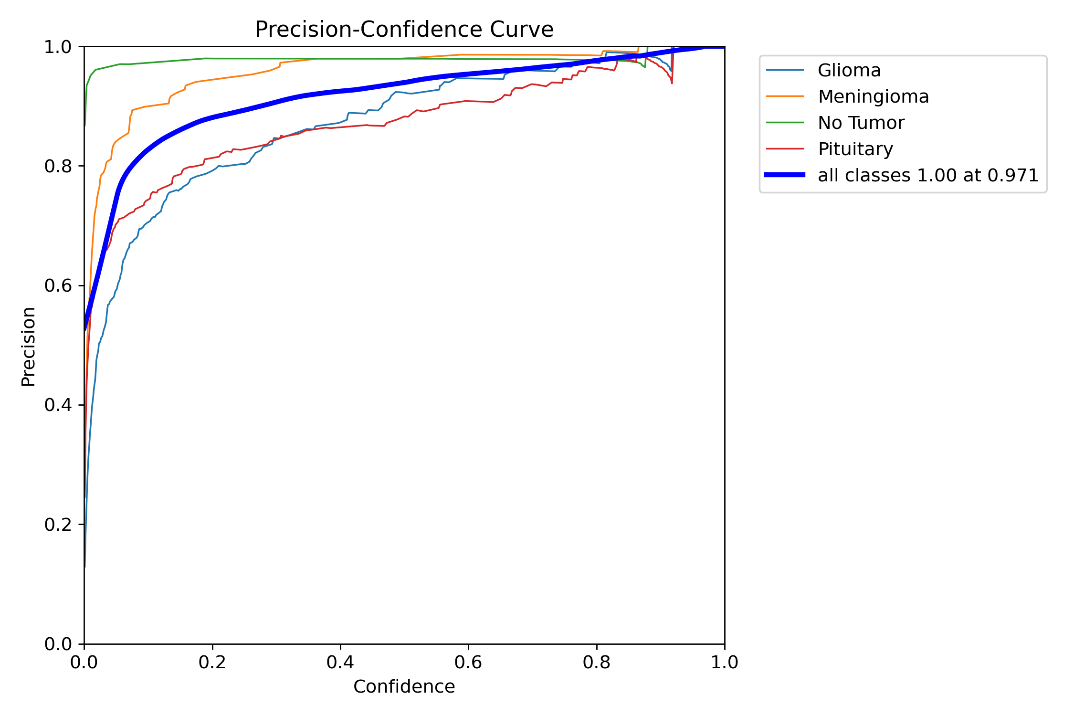 Precision-Confidence Curve
1.0
0.8
0.6
0.4
0.2
0.0
Precision
0.0 0.2 0.4 0.6 0.8 1.0
Confidence
Glioma
Meningioma
No Tumor
Pituitary
all classes 1.00 at 0.971